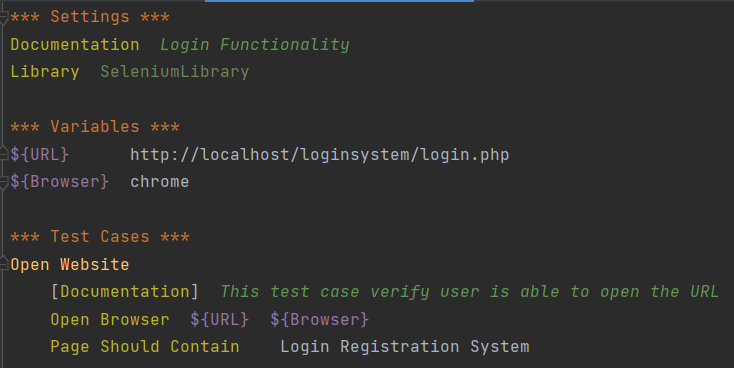 *** Settings ***
Documentation  Login Functionality
Library  SeleniumLibrary
*** Variables ***
${URL}      http://localhost/loginsystem/login.php
${Browser}  chrome
*** Test Cases ***
Open Website
    [Documentation]  This test case verify user is able to open the URL
    Open Browser  ${URL}  ${Browser}
    Page Should Contain    Login Registration System